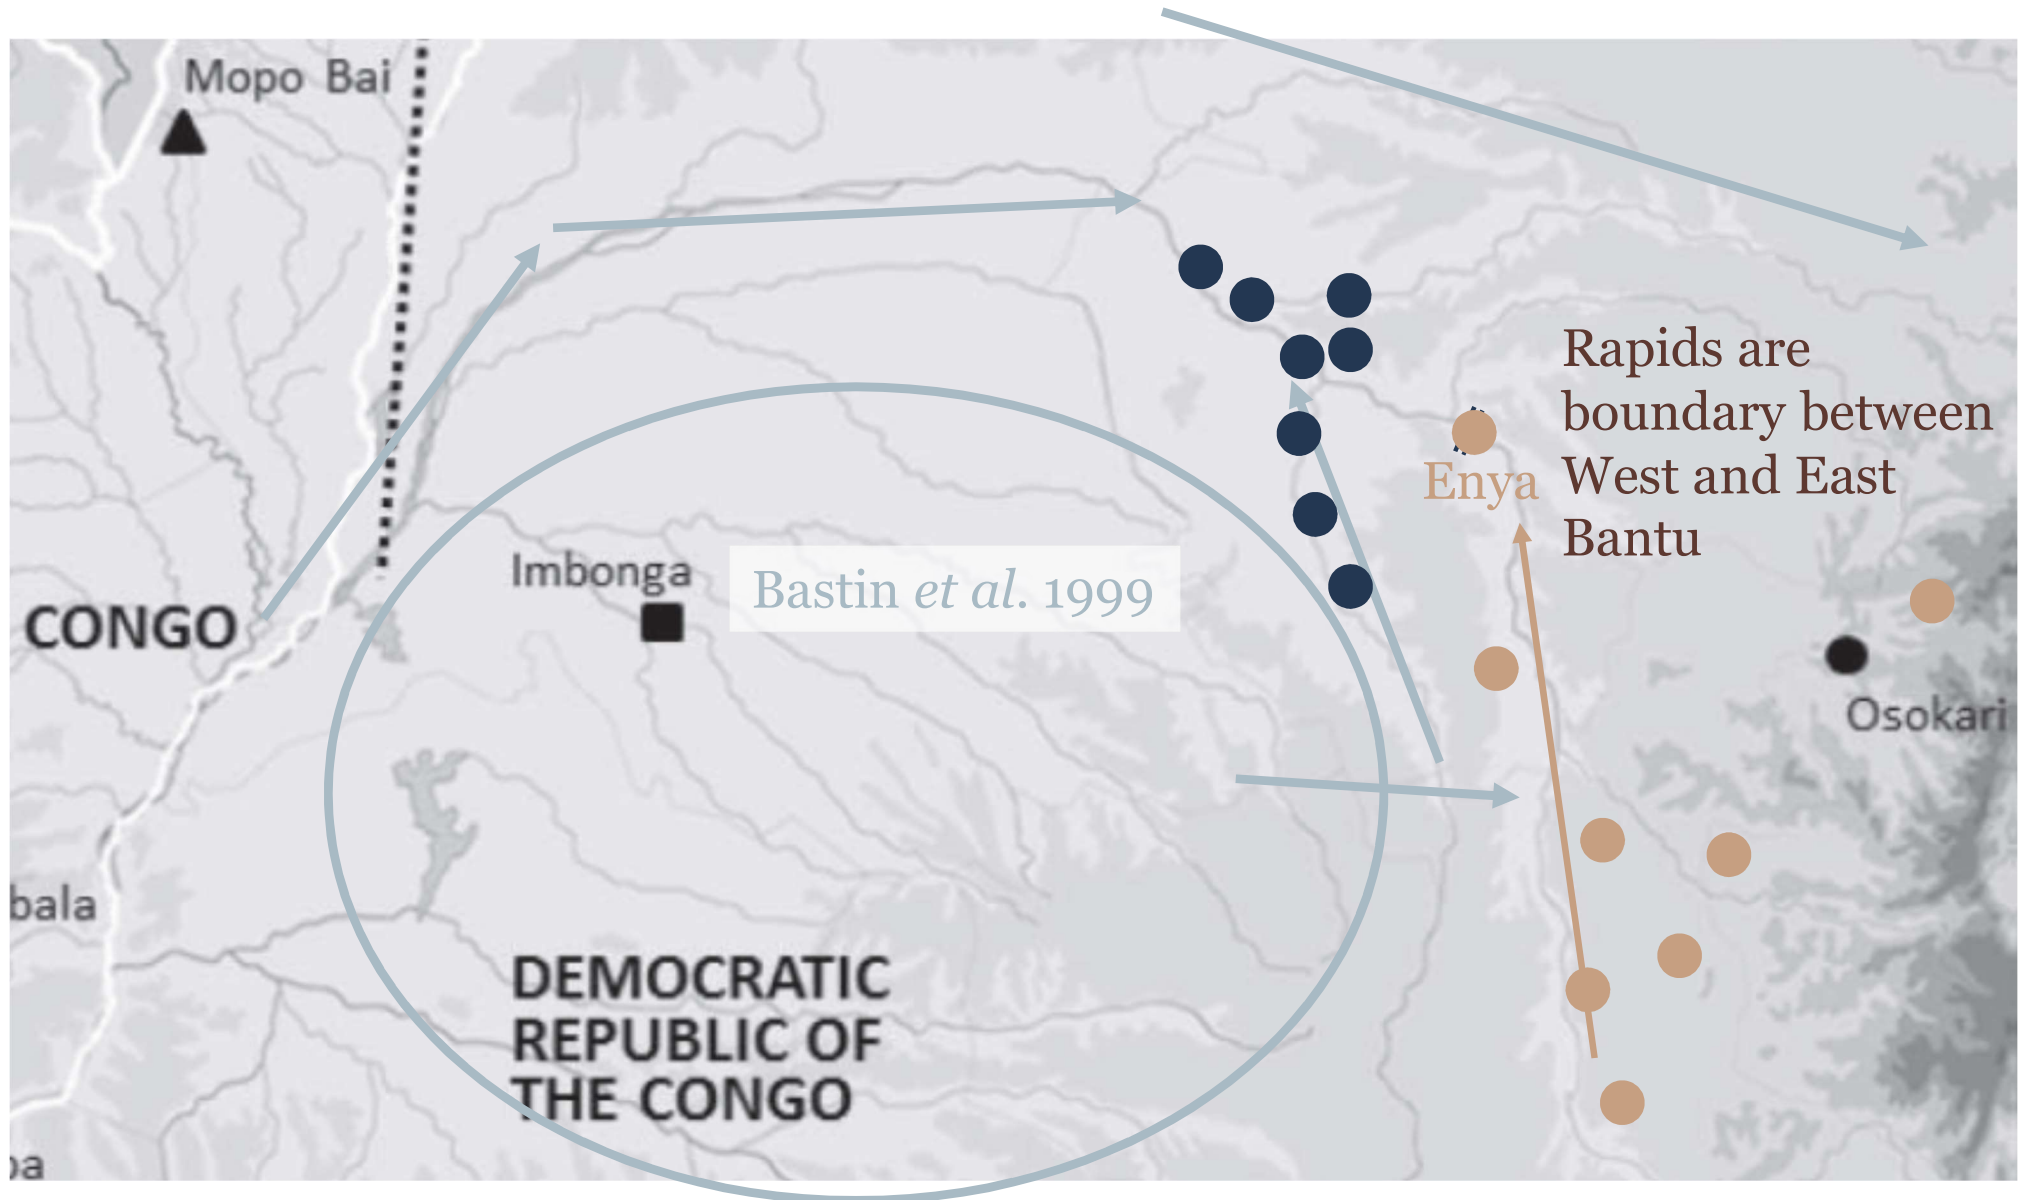 Mopo Bai
Rapids are
boundary between
West and East
Bantu
Enya
Imbonga
Bastin et al. 1999
CONGO
Osokari
bala
DEMOCRATIC
REPUBLIC OF
THE CONGO